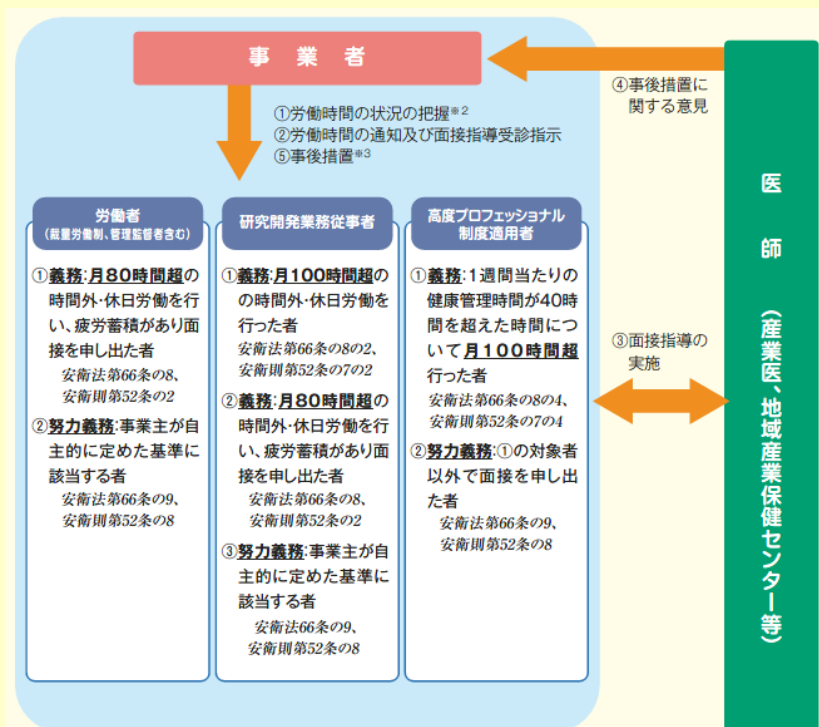 事業者
④事後措置に
関する意見
①労働時間の状況の把握※2
②労働時間の通知及び面接指導受診指示
⑤事後措置※3
労働者
(裁量労働制、管理監督者含む)
①義務:月80時間超の
時間外・休日労働を行
い、疲労蓄積があり面
接を申し出た者
安衛法第66条の8、
安衛則第52条の2
②努力義務:事業主が自
主的に定めた基準に
該当する者
安衛法第66条の9、
安衛則第52条の8
研究開発業務従事者
①義務:月100時間超の
の時間外・休日労働を
行った者
安衛法第66条の8の2、
安衛則第52条の7の2
②義務:月80時間超の
時間外・休日労働を行
い、疲労蓄積があり面
接を申し出た者
安衛法第66条の8、
安衛則第52条の2
③努力義務:事業主が自
主的に定めた基準に
該当する者
安衛法66条の9、
安衛則第52条の8
高度プロフェッショナル
制度適用者
①義務:1週間当たりの
健康管理時間が40時
間を超えた時間につ
いて月100時間超
行った者
安衛法第66条の8の4、
安衛則第52条の7の4
②努力義務:①の対象者
以外で面接を申し出
た者
安衛法第66条の9、
安衛則第52条の8
③面接指導の
実施
医師(産業医、地域産業保健センター等)